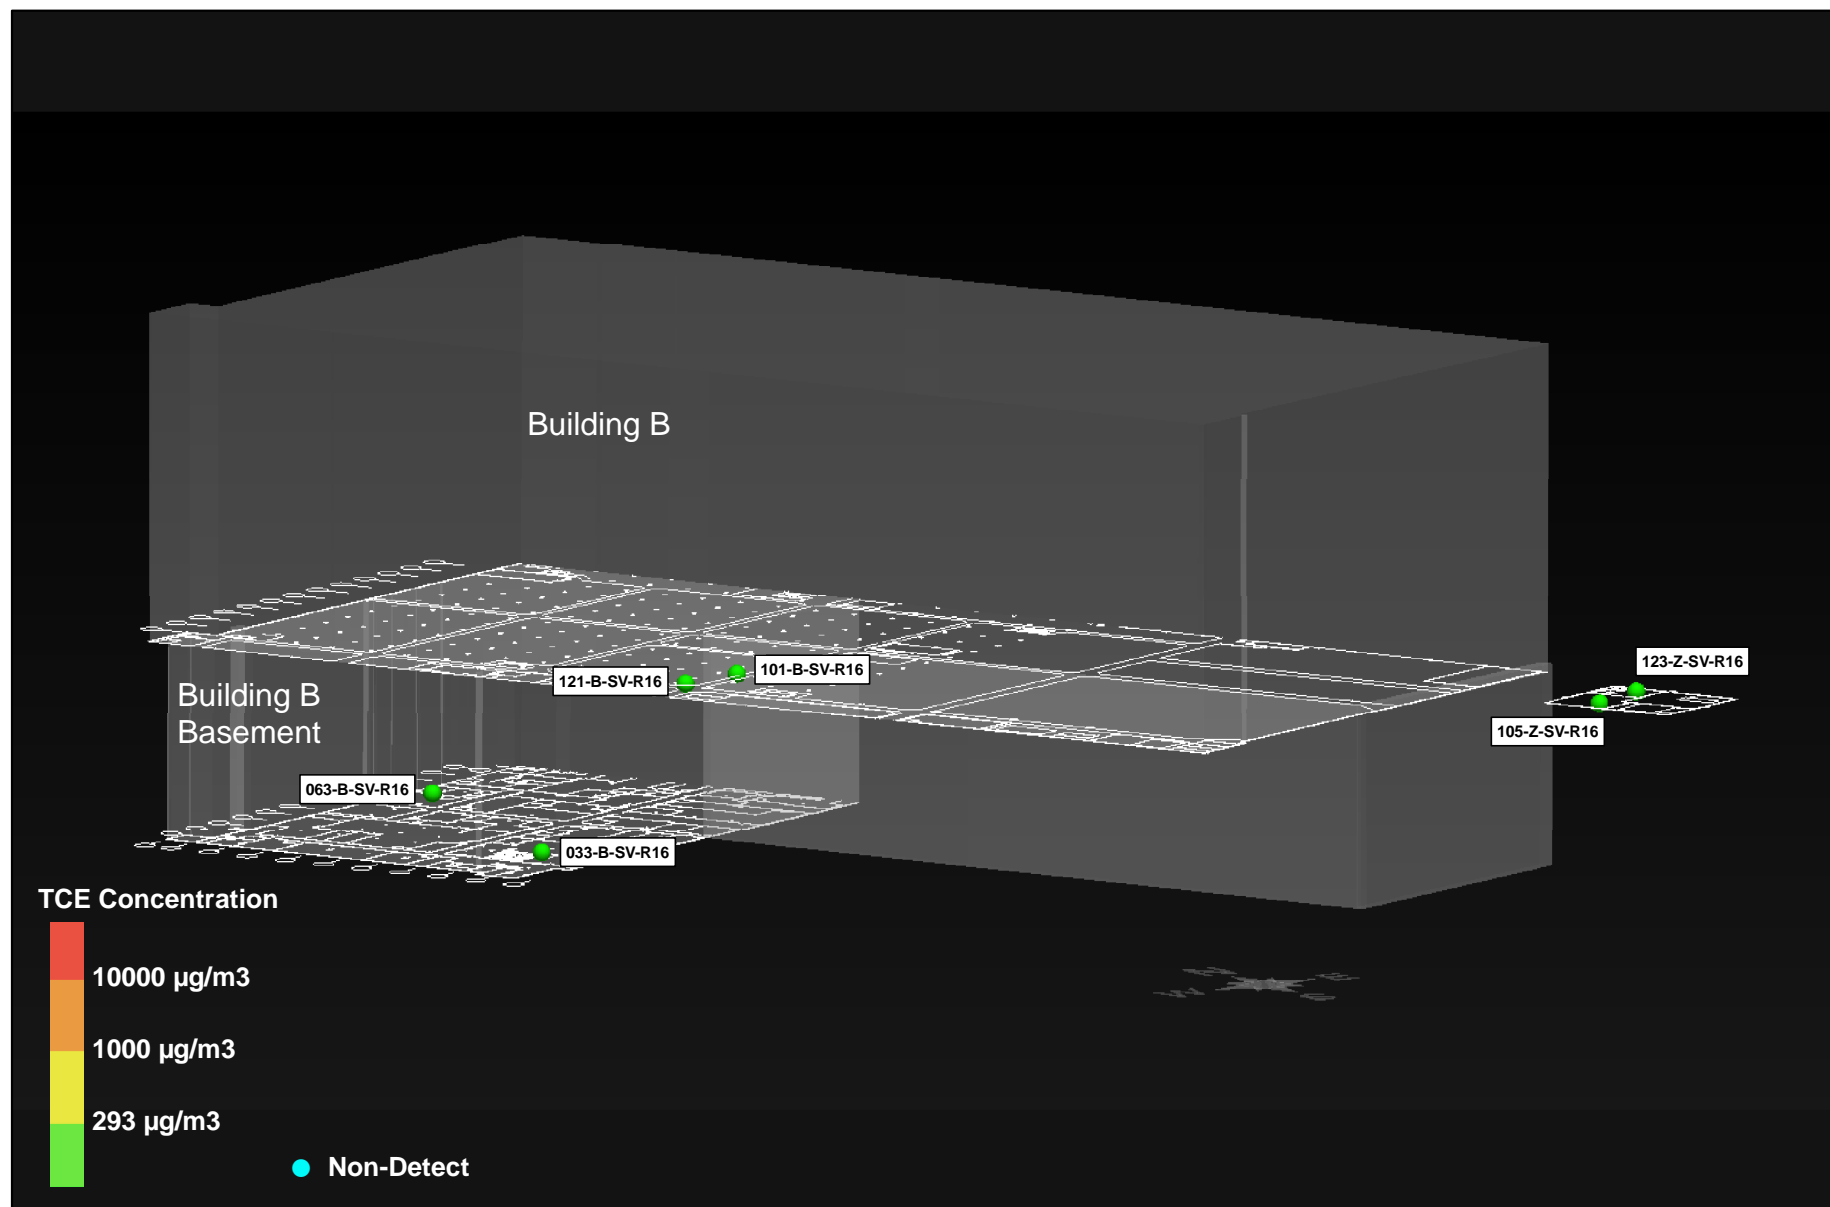 Building B
123-Z-SV-R16
101-B-SV-R16
121-B-SV-R16
Building B
Basement
105-Z-SV-R16
063-B-SV-R16
033-B-SV-R16
TCE Concentration
10000 µg/m3
1000 µg/m3
293 µg/m3
Non-Detect
N
E
W
S